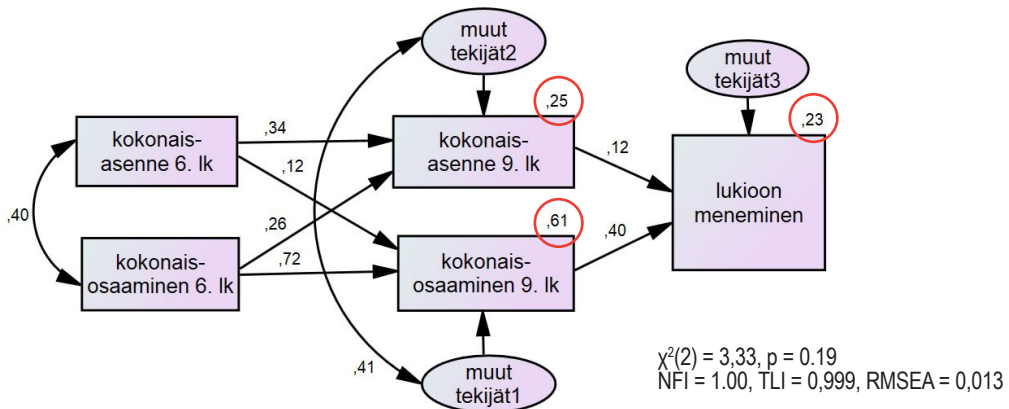 muut
tekijät2
muut
tekijät3
,25
,23
kokonais-
asenne 6. lk
,34
kokonais-
asenne 9. lk
,12
,12
lukioon
meneminen
,40
,26
,61
,40
kokonais-
osaaminen 6. lk
,72
kokonais-
osaaminen 9. lk
,41
muut
tekijät1
χ²(2) = 3,33, p = 0.19
NFI = 1.00, TLI = 0,999, RMSEA = 0,013